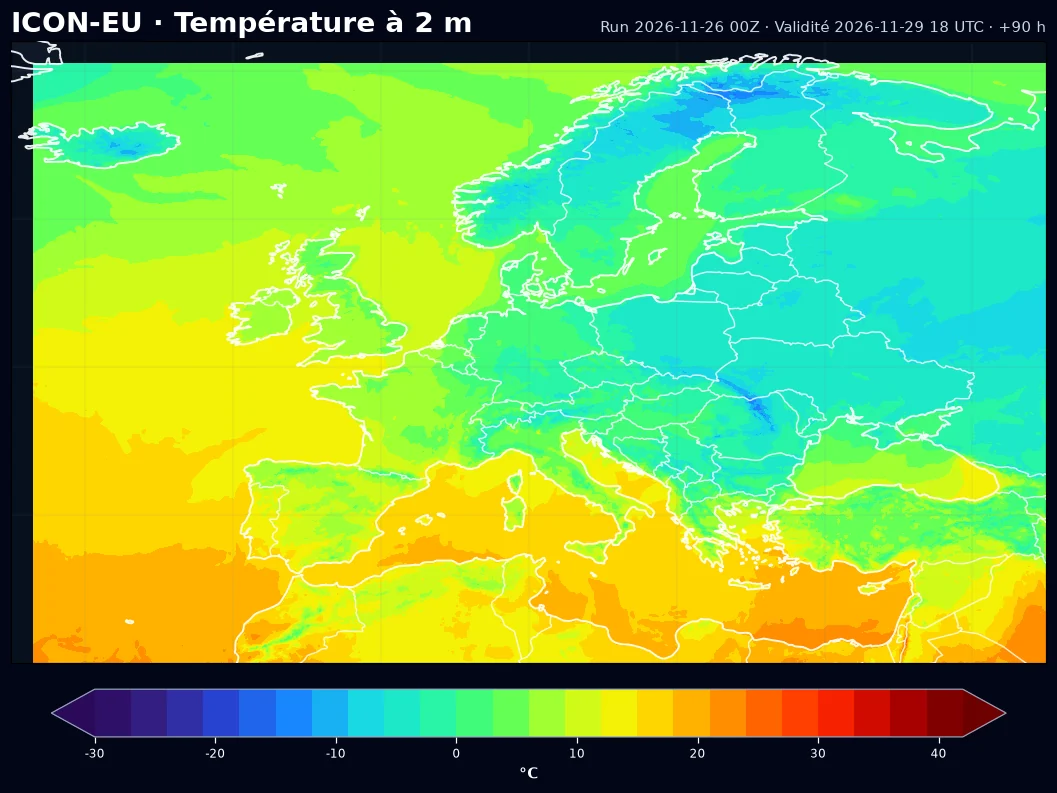 ICON-EU · Température à 2 m
Run 2026-11-26 00Z · Validité 2026-11-29 18 UTC · +90 h
-30 -20 -10 0 10 20 30 40
°C